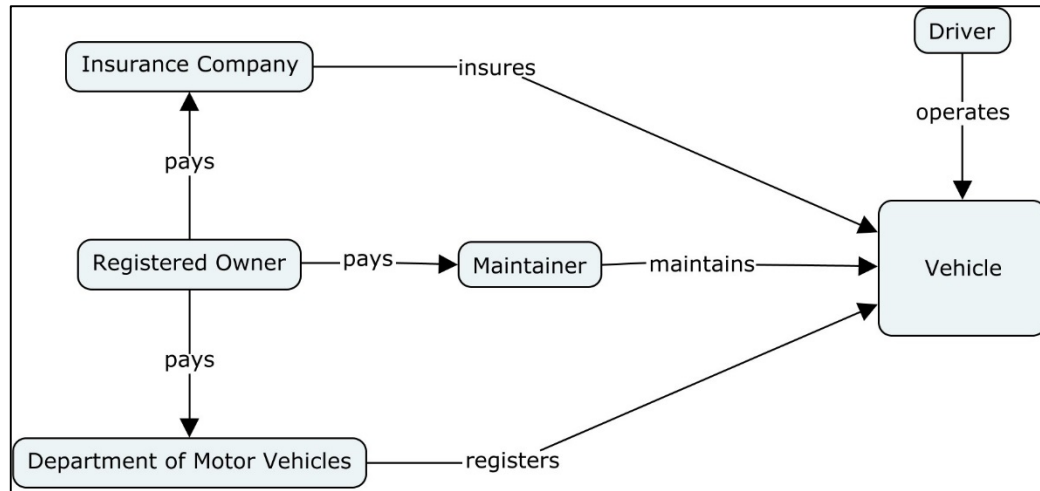 Driver
Insurance Company
insures
operates
pays
Registered Owner
pays
Maintainer
maintains
Vehicle
pays
Department of Motor Vehicles
registers